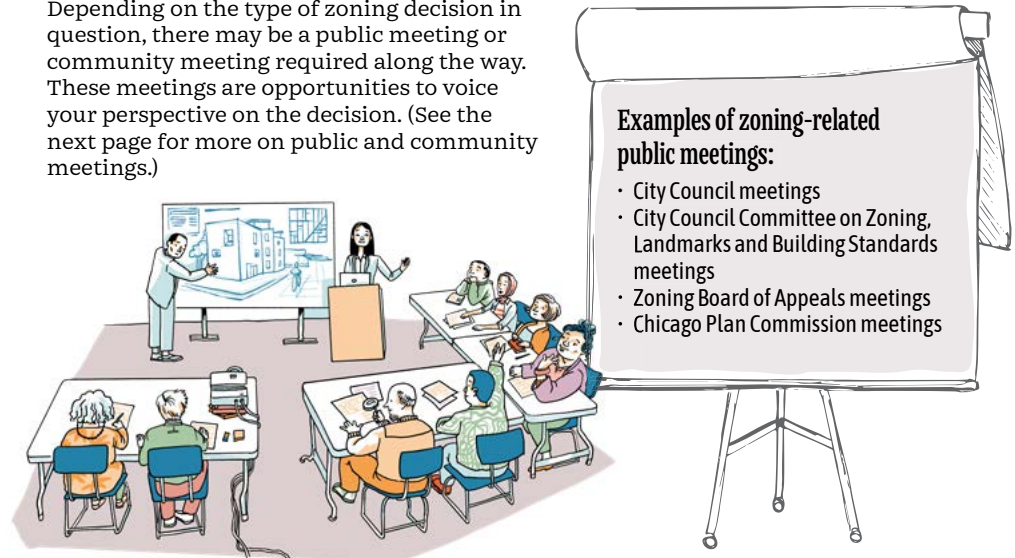 Depending on the type of zoning decision in
question, there may be a public meeting or
community meeting required along the way.
These meetings are opportunities to voice
your perspective on the decision. (See the
next page for more on public and community
meetings.)
Examples of zoning-related
public meetings:
· City Council meetings
· City Council Committee on Zoning,
Landmarks and Building Standards
meetings
· Zoning Board of Appeals meetings
· Chicago Plan Commission meetings